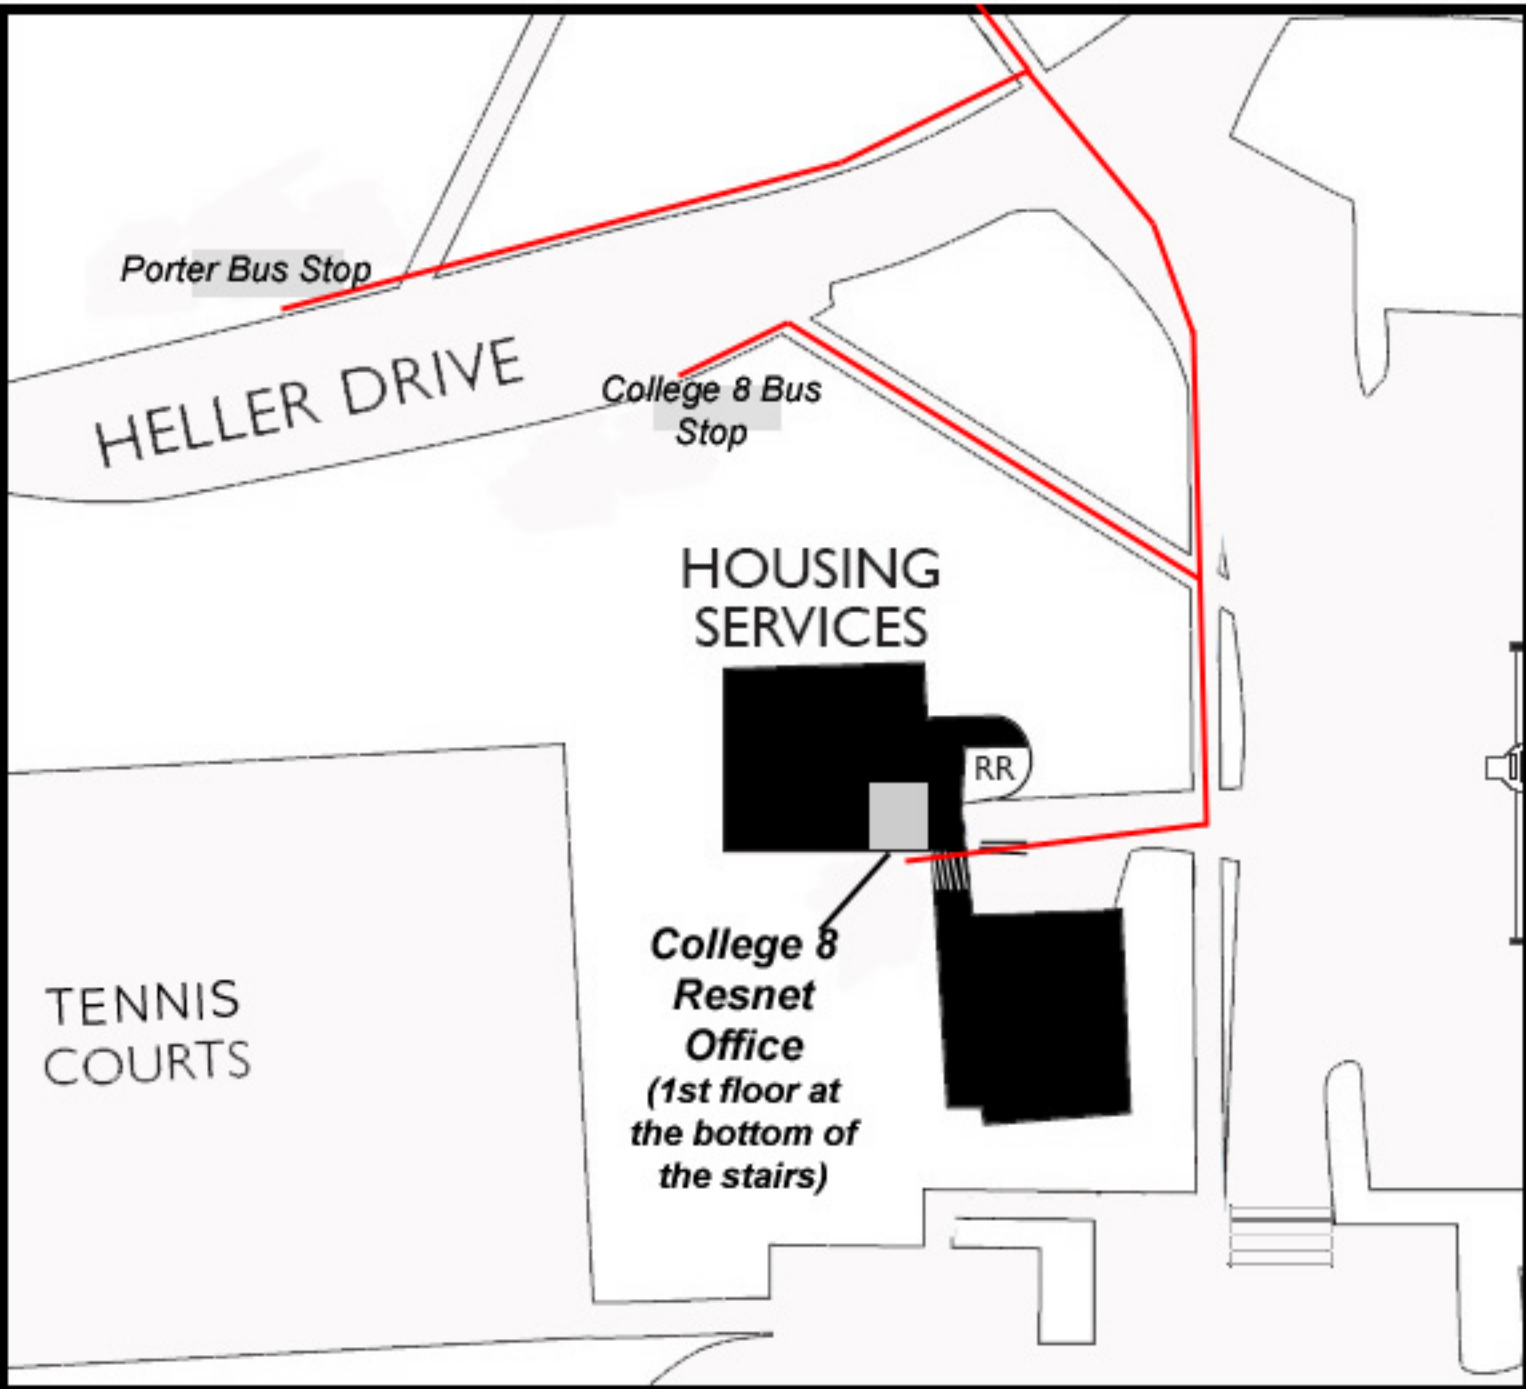 Porter Bus Stop
HELLER DRIVE
College 8 Bus
Stop
HOUSING
SERVICES
RR
College 8
Resnet
Office
(1st floor at
the bottom of
the stairs)
TENNIS
COURTS